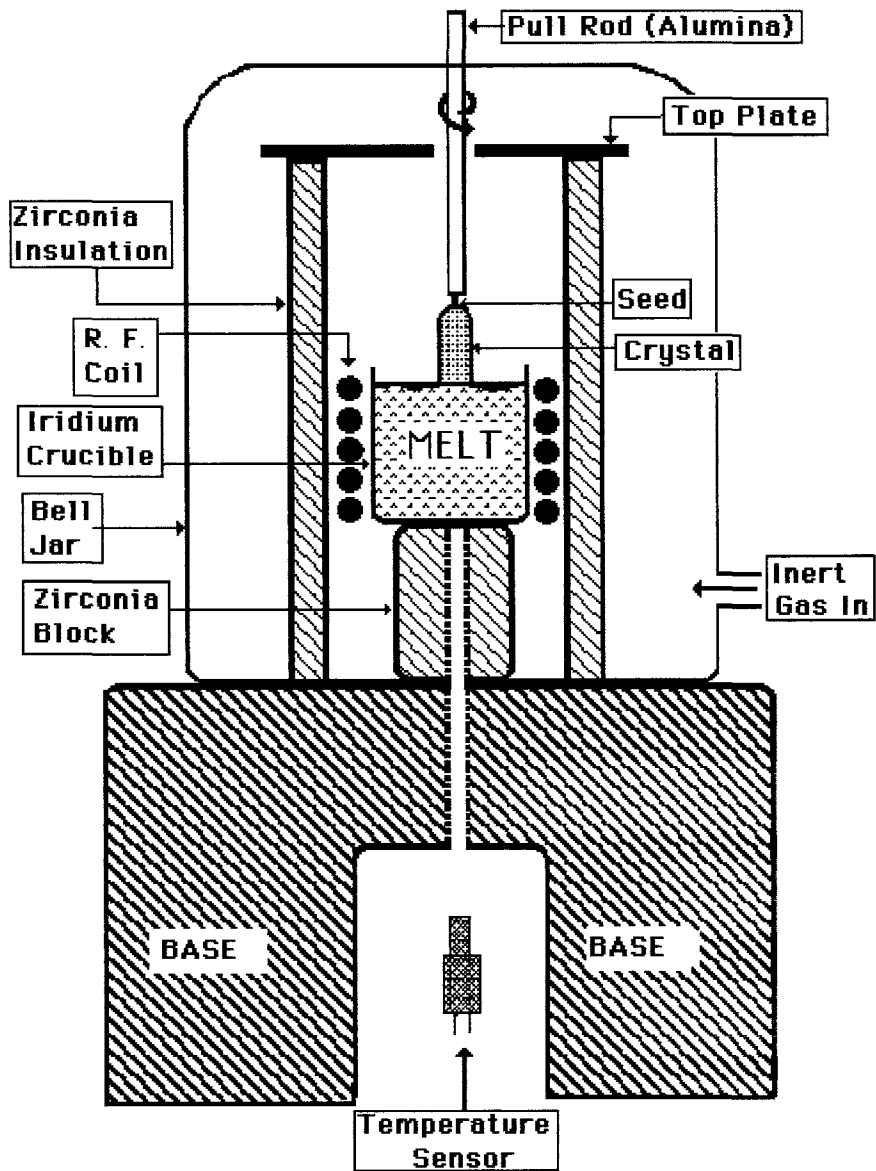 Pull Rod (Alumina)
Top Plate
Zirconia
Insulation
Seed
R. F.
Coil
Crystal
Iridium
Crucible
MELT
Bell
Jar
Inert
Gas In
Zirconia
Block
BASE
BASE
Temperature
Sensor